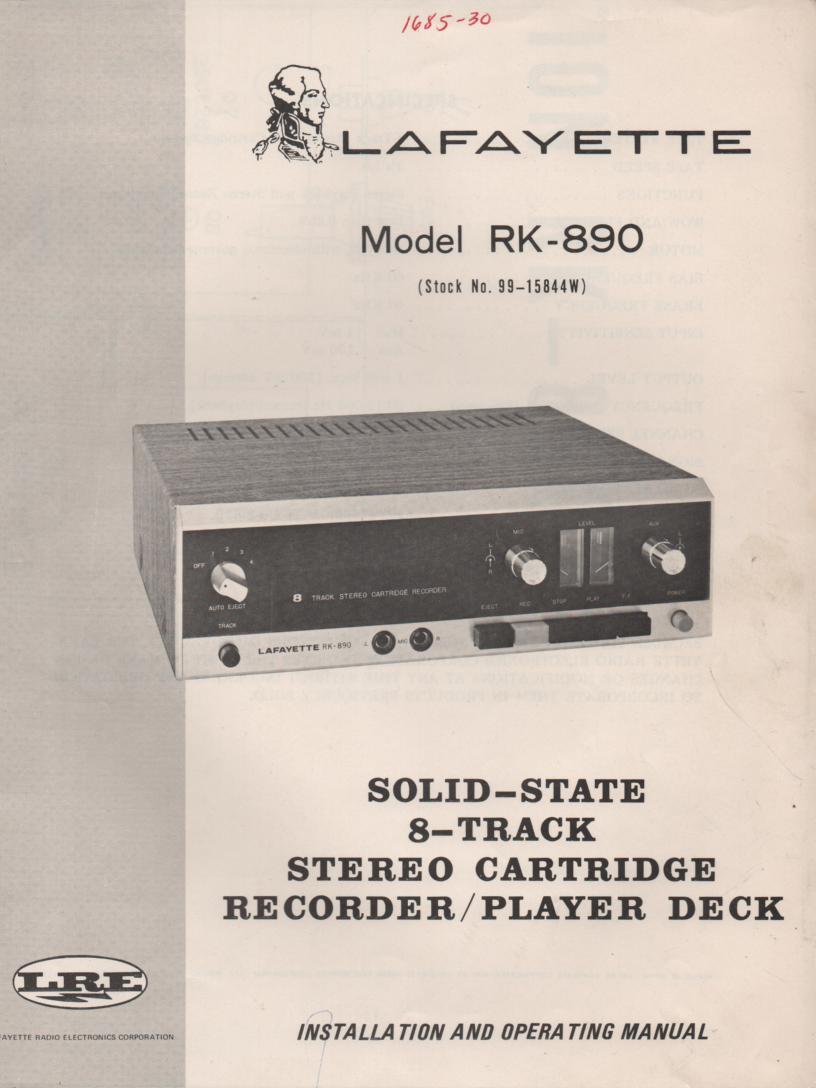 1685-30
LAFAYETTE
Model RK-890
(Stock No. 99-15844W)
LEVEL
MIC
AUX
L
R
L
OFF 1 2 3 4
AUTO EJECT
TRACK
8 TRACK STEREO CARTRIDGE RECORDER
EJECT REC STOP PLAY F.F POWER
LAFAYETTE RK-890
L MIC R
SOLID-STATE
8-TRACK
STEREO CARTRIDGE
RECORDER/PLAYER DECK
LRE
AFAYETTE RADIO ELECTRONICS CORPORATION
INSTALLATION AND OPERATING MANUAL